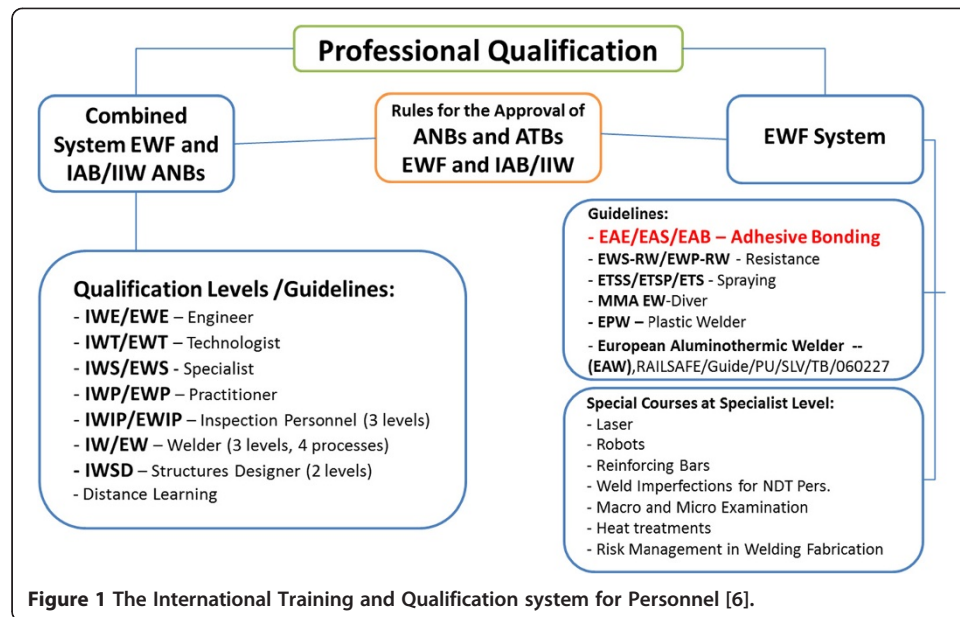 Professional Qualification
Combined
System EWF and
IAB/IIW ANBs
Rules for the Approval of
ANBs and ATBs
EWF and IAB/IIW
EWF System
Qualification Levels /Guidelines:
- IWE/EWE – Engineer
- IWT/EWT – Technologist
- IWS/EWS - Specialist
- IWP/EWP – Practitioner
- IWIP/EWIP – Inspection Personnel (3 levels)
- IW/EW – Welder (3 levels, 4 processes)
- IWSD – Structures Designer (2 levels)
- Distance Learning
Guidelines:
- EAE/EAS/EAB – Adhesive Bonding
- EWS-RW/EWP-RW - Resistance
- ETSS/ETSP/ETS - Spraying
- MMA EW-Diver
- EPW – Plastic Welder
- European Aluminothermic Welder --
(EAW),RAILSAFE/Guide/PU/SLV/TB/060227
Special Courses at Specialist Level:
- Laser
- Robots
- Reinforcing Bars
- Weld Imperfections for NDT Pers.
- Macro and Micro Examination
- Heat treatments
- Risk Management in Welding Fabrication
Figure 1 The International Training and Qualification system for Personnel [6].